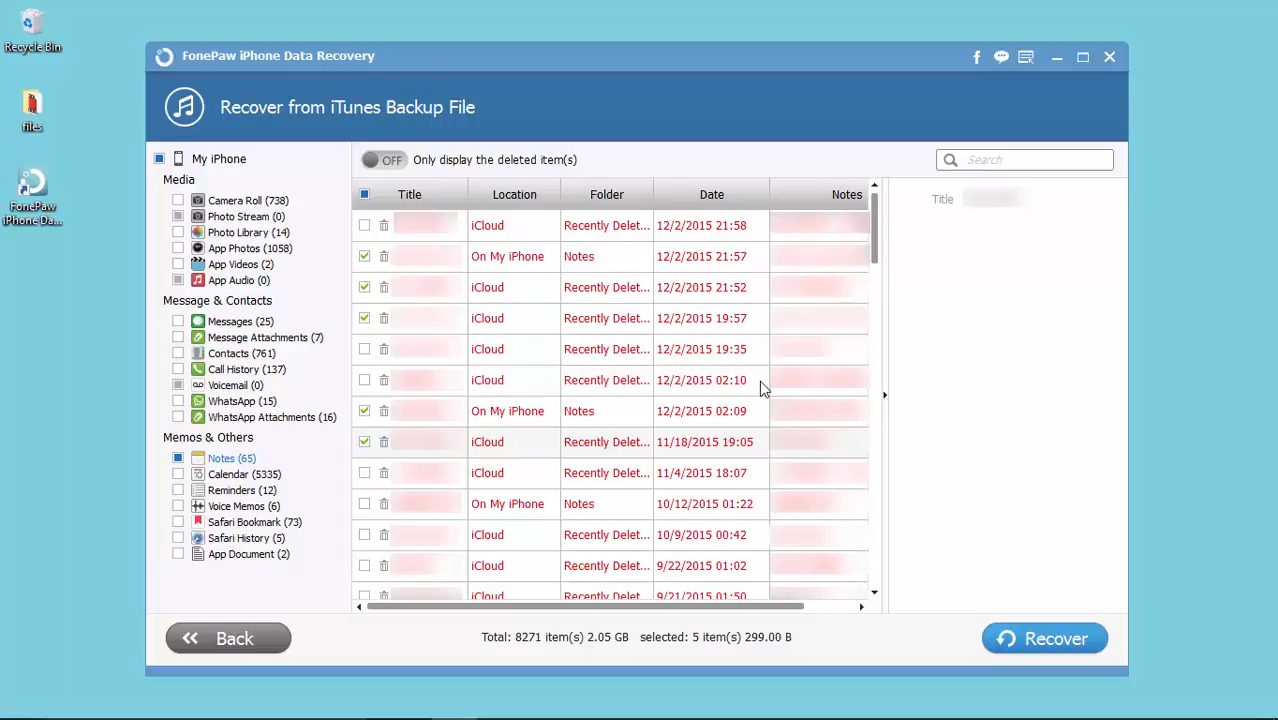 Recycle Bin
files
FonePaw
iPhone Da...
FonePaw iPhone Data Recovery
Recover from iTunes Backup File
My iPhone
Media
Camera Roll (738)
Photo Stream (0)
Photo Library (14)
App Photos (1058)
App Videos (2)
App Audio (0)
Message & Contacts
Messages (25)
Message Attachments (7)
Contacts (761)
Call History (137)
Voicemail (0)
WhatsApp (15)
WhatsApp Attachments (16)
Memos & Others
Notes (65)
Calendar (5335)
Reminders (12)
Voice Memos (6)
Safari Bookmark (73)
Safari History (5)
App Document (2)
OFF Only display the deleted item(s)
Search
Title Location Folder Date Notes
iCloud Recently Delet... 12/2/2015 21:58
On My iPhone Notes 12/2/2015 21:57
iCloud Recently Delet... 12/2/2015 21:52
iCloud Recently Delet... 12/2/2015 19:57
iCloud Recently Delet... 12/2/2015 19:35
iCloud Recently Delet... 12/2/2015 02:10
On My iPhone Notes 12/2/2015 02:09
iCloud Recently Delet... 11/18/2015 19:05
iCloud Recently Delet... 11/4/2015 18:07
On My iPhone Notes 10/12/2015 01:22
iCloud Recently Delet... 10/9/2015 00:42
iCloud Recently Delet... 9/22/2015 01:02
iCloud Recently Delet... 9/21/2015 01:50
Title
Back
Total: 8271 item(s) 2.05 GB selected: 5 item(s) 299.00 B
Recover